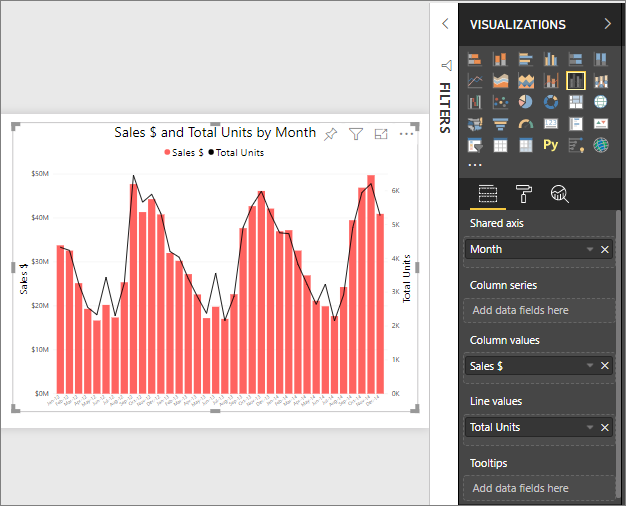 VISUALIZATIONS
FILTERS
Py
Sales $ and Total Units by Month
Sales $ Total Units
$50M
$40M
$30M
$20M
$10M
$0M
Sales $
6K
5K
4K
3K
2K
1K
0K
Total Units
Shared axis
Month
Column series
Add data fields here
Column values
Sales $
Line values
Total Units
Tooltips
Add data fields here